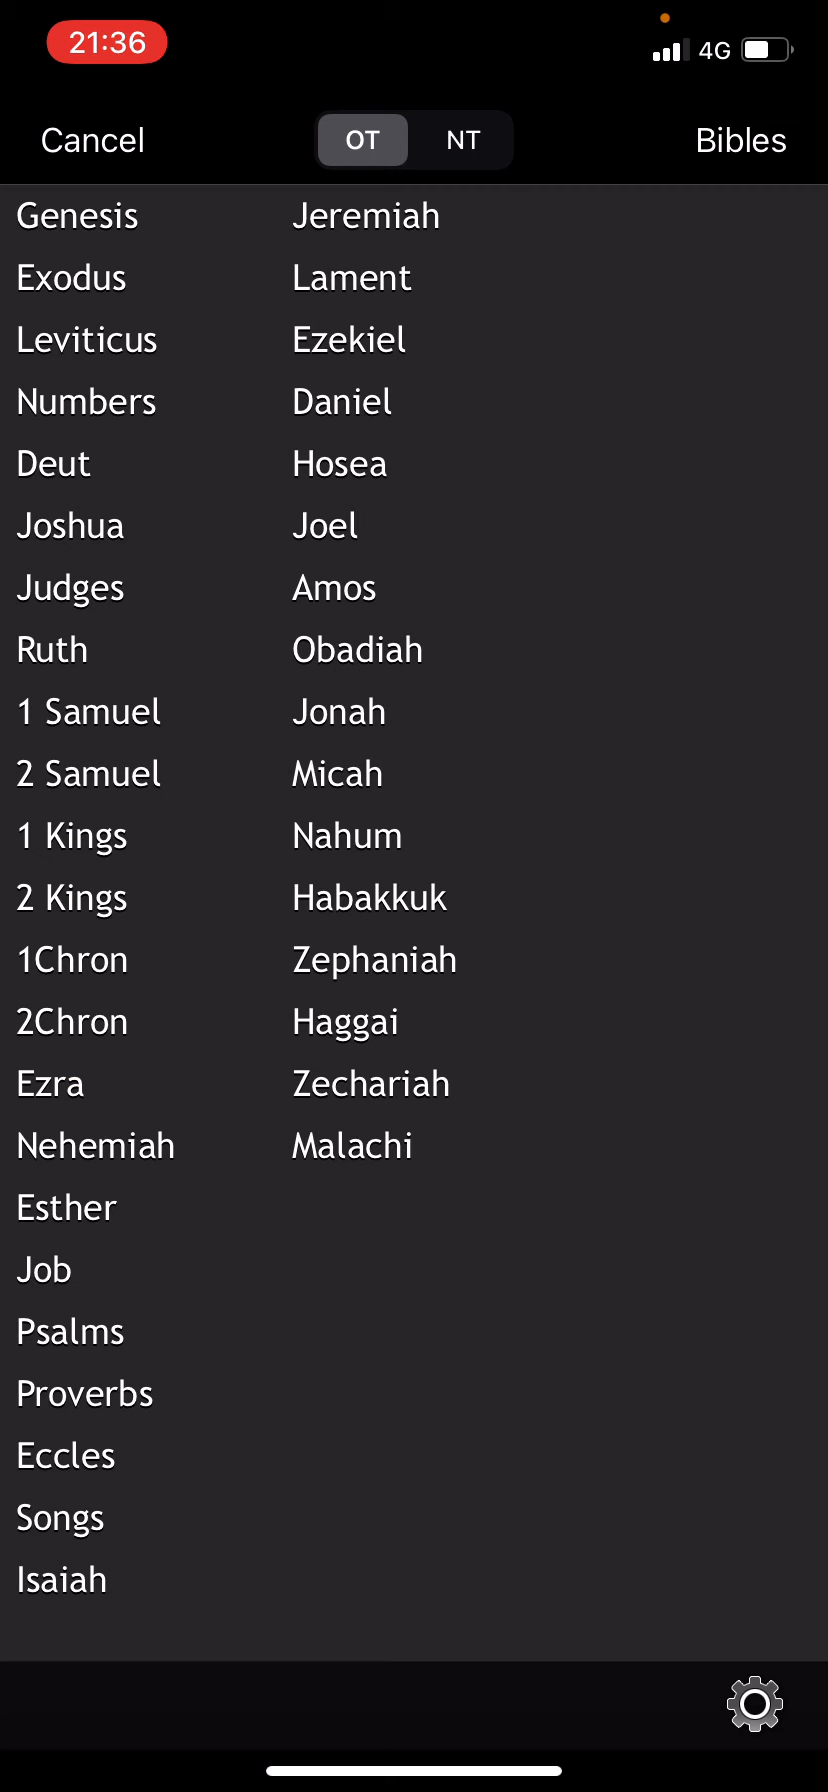 21:36
4G
Cancel
OT
NT
Bibles
Genesis
Exodus
Leviticus
Numbers
Deut
Joshua
Judges
Ruth
1 Samuel
2 Samuel
1 Kings
2 Kings
1Chron
2Chron
Ezra
Nehemiah
Esther
Job
Psalms
Proverbs
Eccles
Songs
Isaiah
Jeremiah
Lament
Ezekiel
Daniel
Hosea
Joel
Amos
Obadiah
Jonah
Micah
Nahum
Habakkuk
Zephaniah
Haggai
Zechariah
Malachi